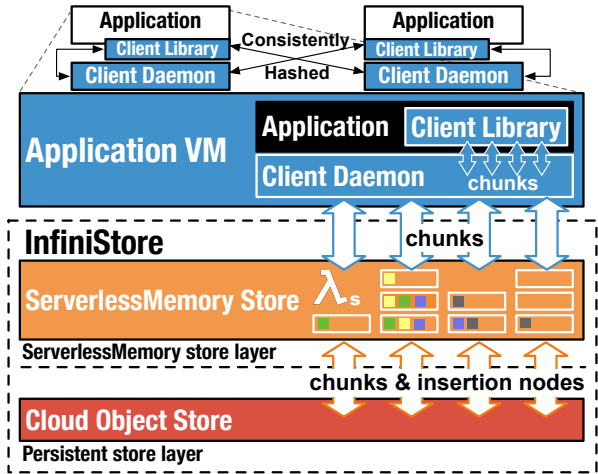 Application
Application
Client Library
Consistently
Client Library
Client Daemon
Hashed
Client Daemon
Application VM
Application
Client Library
Client Daemon
chunks
InfiniStore
chunks
ServerlessMemory Store
λs
ServerlessMemory store layer
chunks & insertion nodes
Cloud Object Store
Persistent store layer